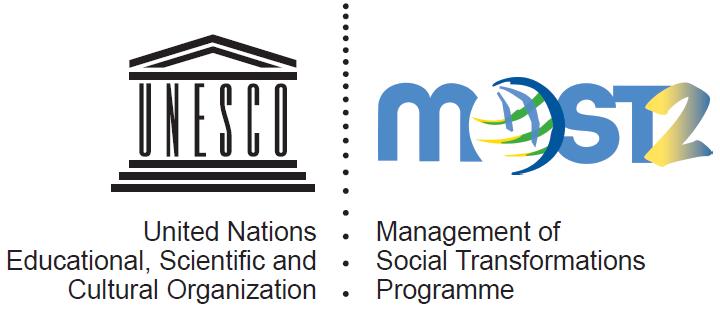 UNESCO
United Nations
Educational, Scientific and
Cultural Organization
MOST2
Management of
Social Transformations
Programme